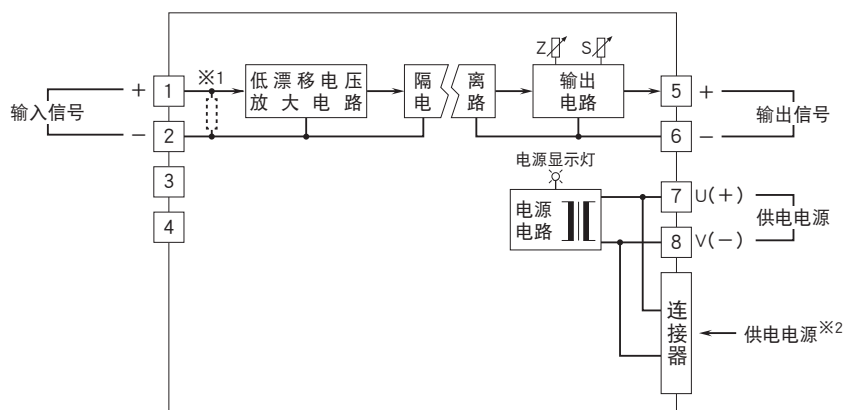 Z S
※1
低漂移电压
放大电路
隔 离
电 路
输出
电路
+ 1
输入信号
− 2
3
4
5 +
输出信号
6 −
电源显示灯
电源
电路
7 U(+)
供电电源
8 V(−)
连接器
供电电源※2